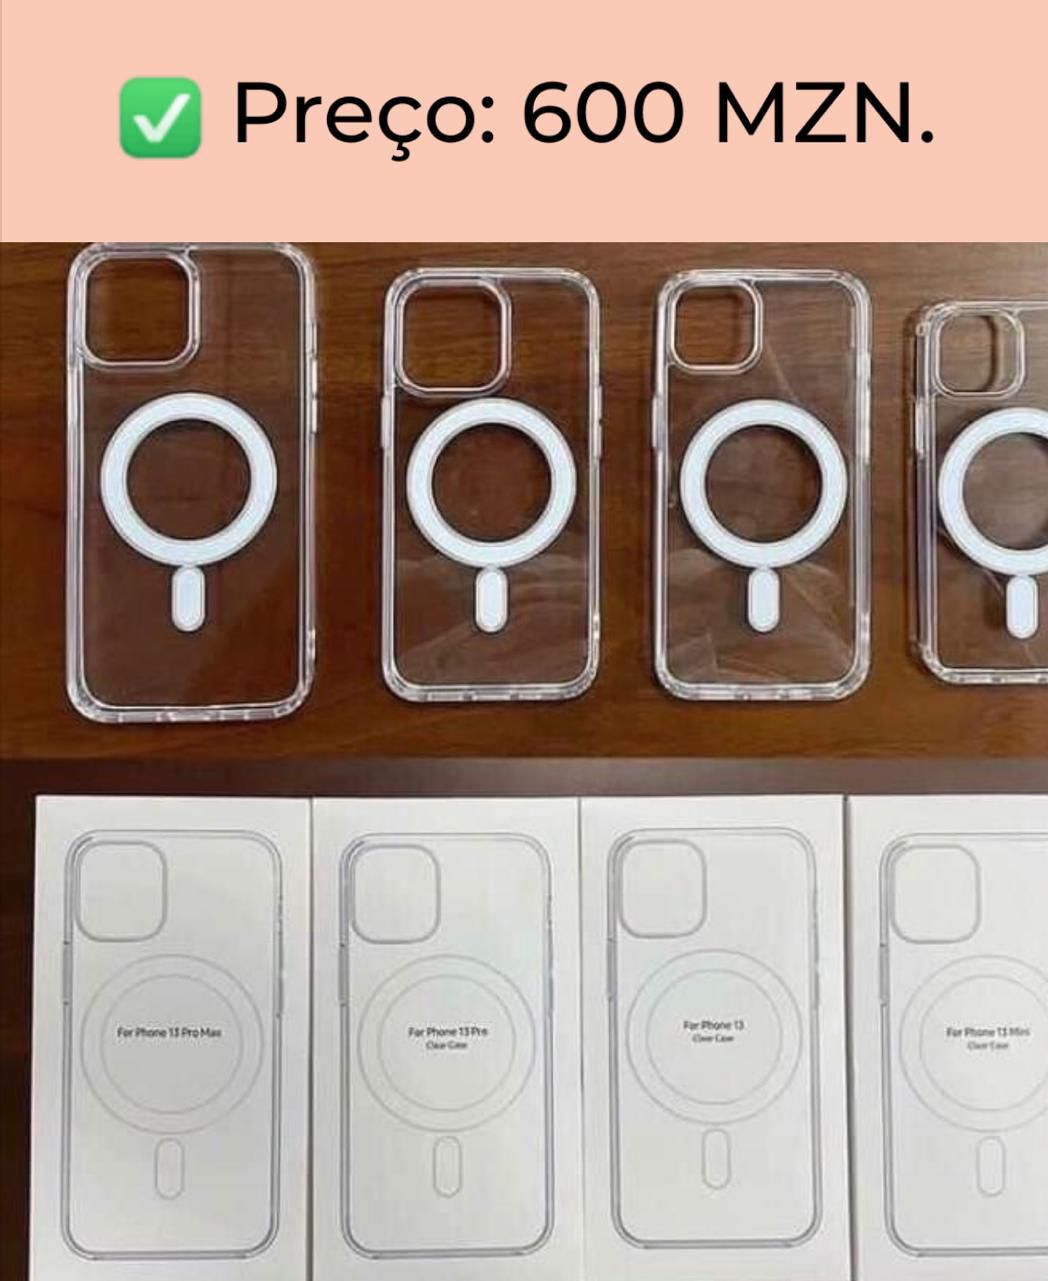 ✅ Preço: 600 MZN.
For Phone 13 Pro Max
For Phone 13 Pro
Clear Case
For Phone 13
Clear Case
For Phone 13 Mini
Clear Case